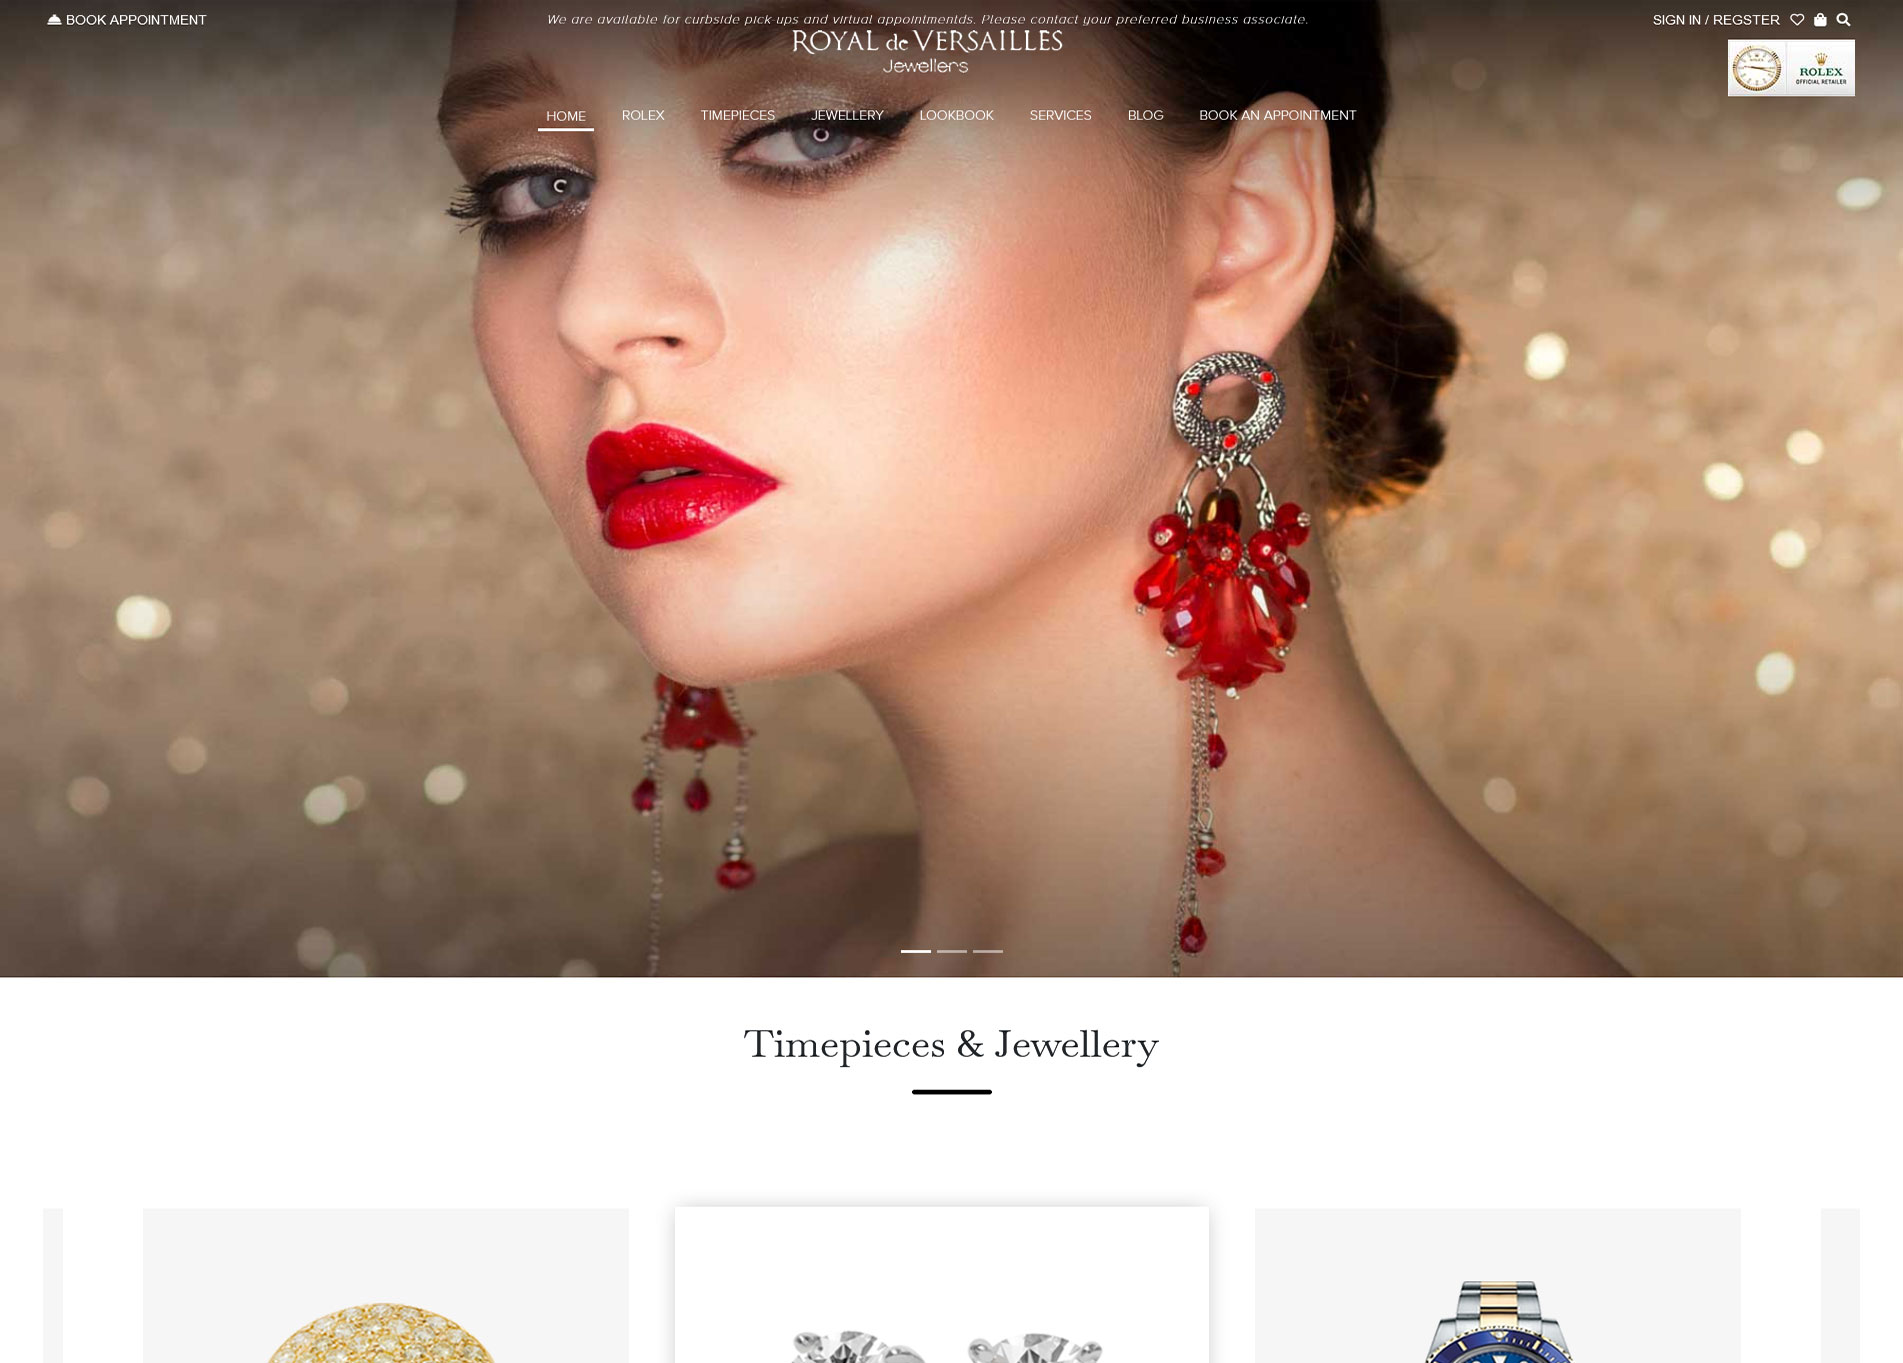 BOOK APPOINTMENT
We are available for curbside pick-ups and virtual appointmentds. Please contact your preferred business associate.
SIGN IN / REGSTER
ROYAL de VERSAILLES
Jewellers
ROLEX
OFFICIAL RETAILER
HOME
ROLEX
TIMEPIECES
JEWELLERY
LOOKBOOK
SERVICES
BLOG
BOOK AN APPOINTMENT
Timepieces & Jewellery